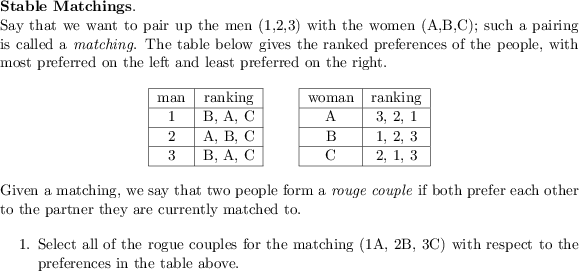 Stable Matchings.
Say that we want to pair up the men (1,2,3) with the women (A,B,C); such a pairing
is called a matching. The table below gives the ranked preferences of the people, with
most preferred on the left and least preferred on the right.
man ranking
1 B, A, C
2 A, B, C
3 B, A, C
woman ranking
A 3, 2, 1
B 1, 2, 3
C 2, 1, 3
Given a matching, we say that two people form a rouge couple if both prefer each other
to the partner they are currently matched to.
1. Select all of the rogue couples for the matching (1A, 2B, 3C) with respect to the
preferences in the table above.